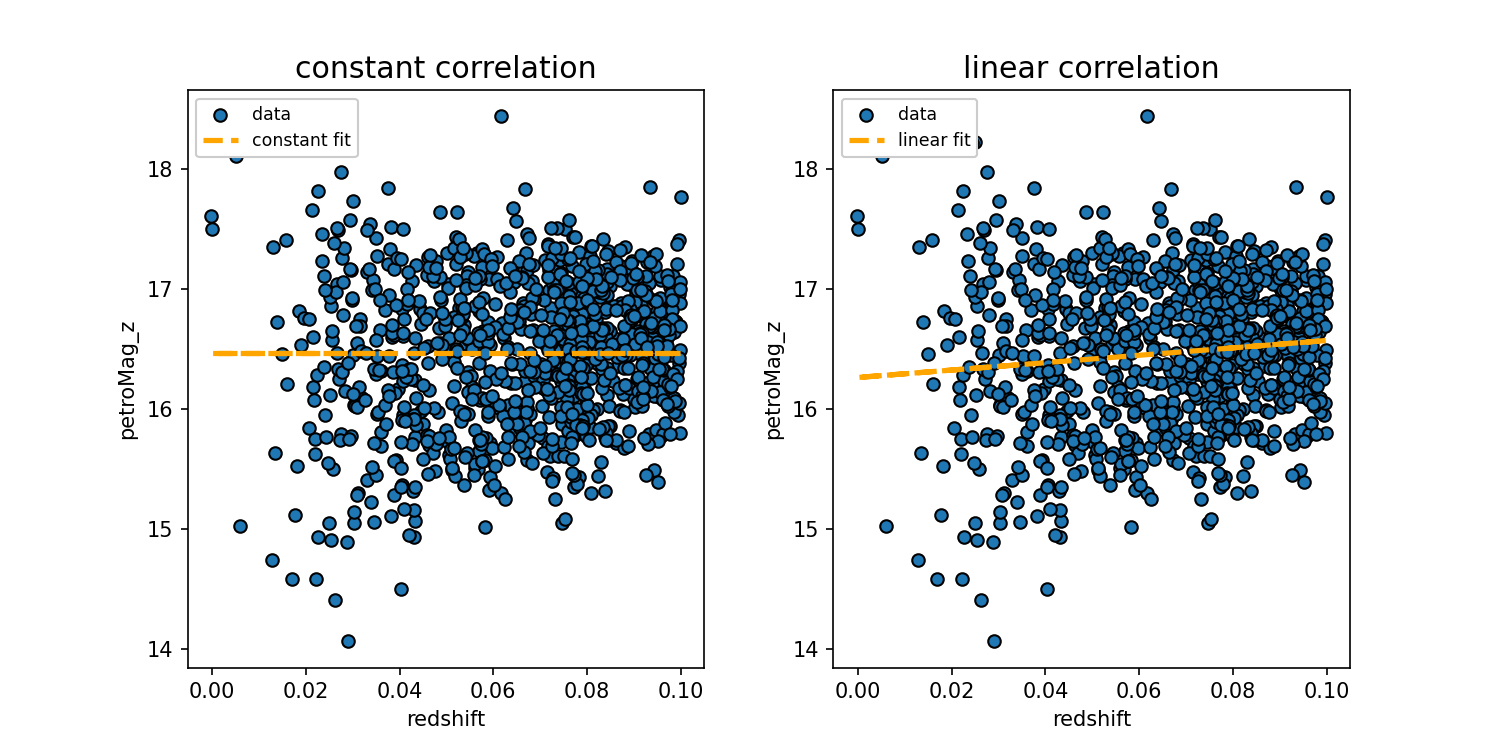 constant correlation
data
constant fit
18
17
16
15
14
petroMag_z
0.00 0.02 0.04 0.06 0.08 0.10
redshift
linear correlation
data
linear fit
18
17
16
15
14
petroMag_z
0.00 0.02 0.04 0.06 0.08 0.10
redshift